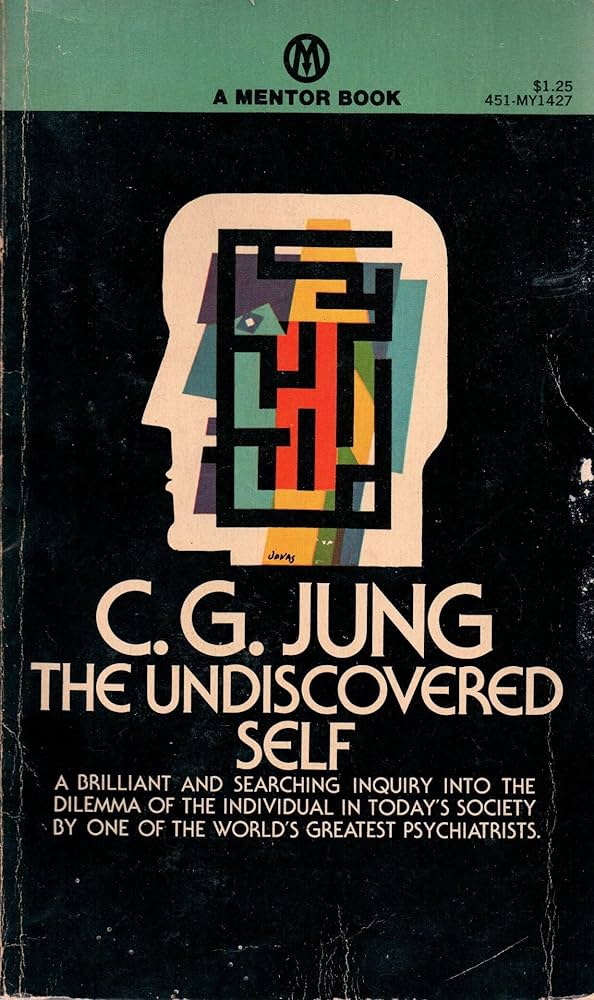 M
A MENTOR BOOK
$1.25
451-MY1427
JONAS
C. G. JUNG
THE UNDISCOVERED
SELF
A BRILLIANT AND SEARCHING INQUIRY INTO THE
DILEMMA OF THE INDIVIDUAL IN TODAY'S SOCIETY
BY ONE OF THE WORLD'S GREATEST PSYCHIATRISTS.